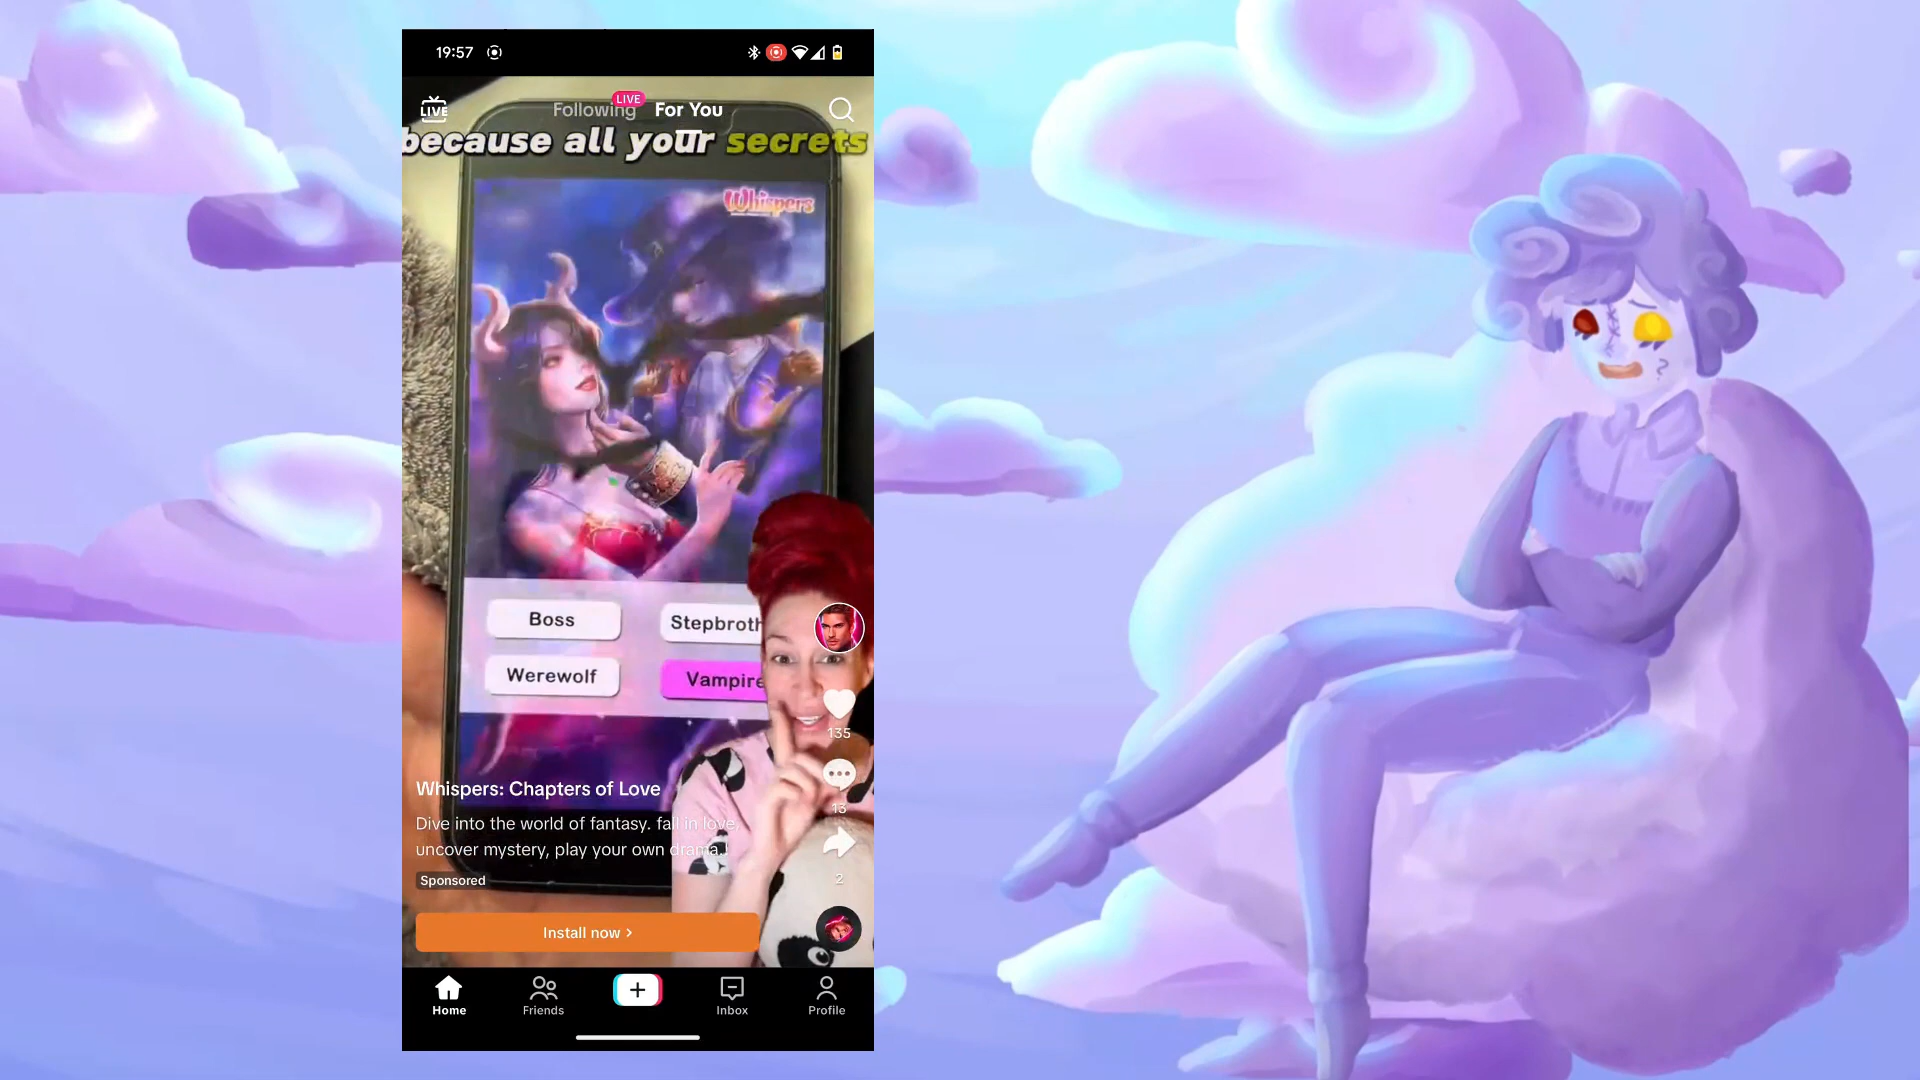 19:57
LIVE
Following
LIVE
For You
because all your secrets
Whispers
Boss
Stepbroth
Werewolf
Vampire
135
13
2
Whispers: Chapters of Love
Dive into the world of fantasy. fall in love,
uncover mystery, play your own drama.
Sponsored
Install now >
Home
Friends
Inbox
Profile